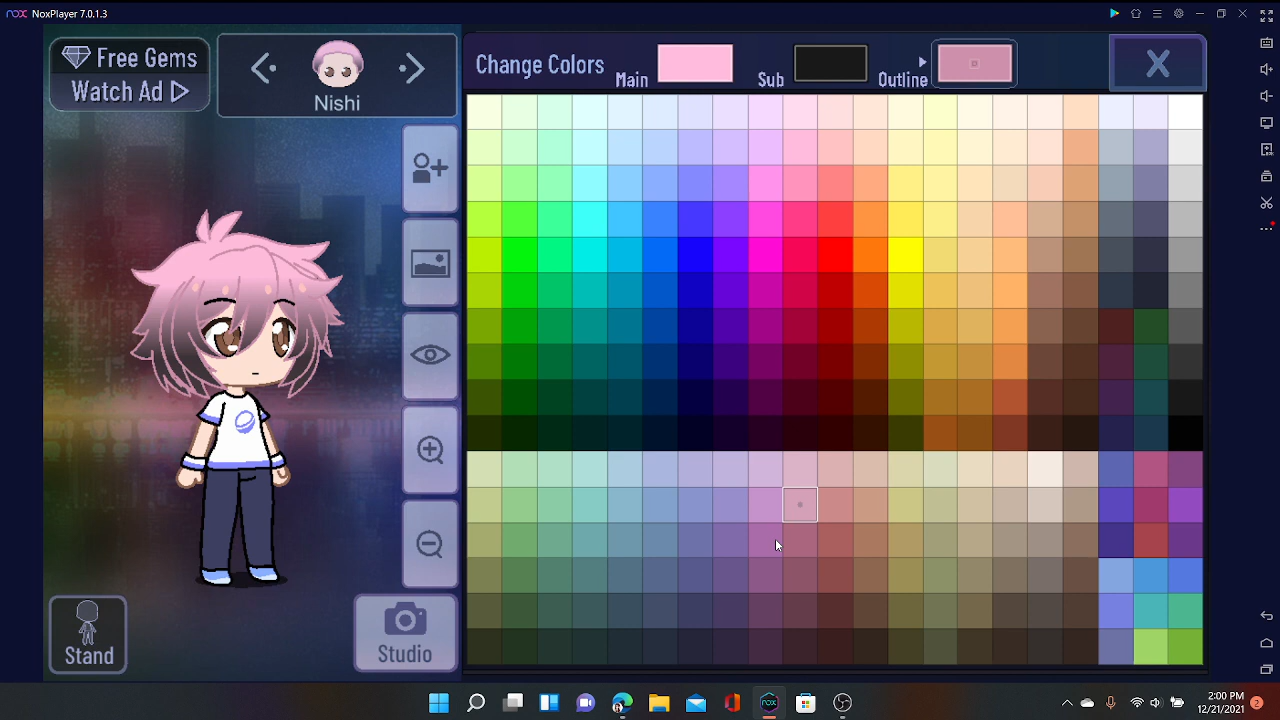 nox NoxPlayer 7.0.1.3
Free Gems
Watch Ad
Nishi
Change Colors Main Sub Outline X
Stand
Studio
2:00 PM
12/21/2021
2